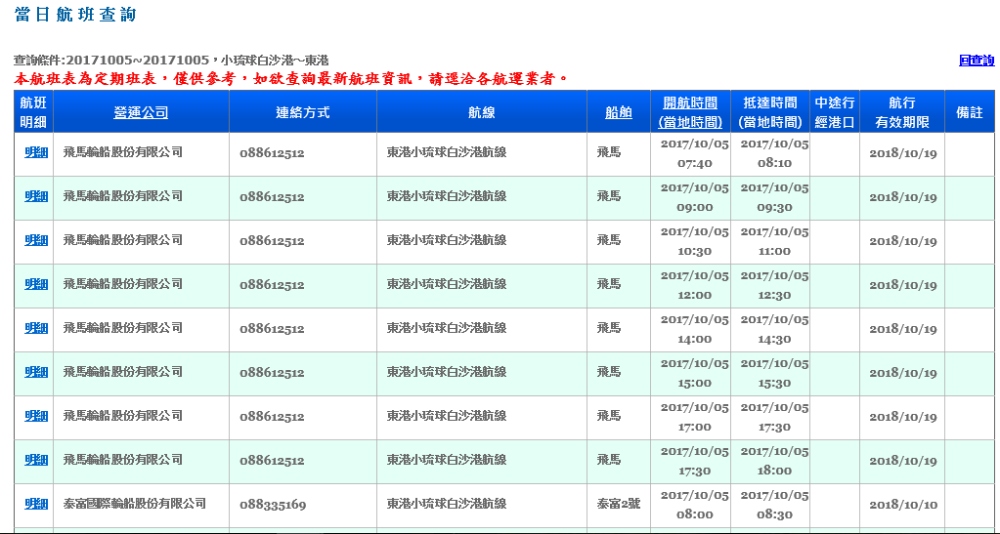 當日航班查詢
查詢條件:20171005~20171005，小琉球白沙港~東港 回查詢
本航班表為定期班表，僅供參考，如欲查詢最新航班資訊，請逕洽各航運業者。
航班明細 營運公司 連絡方式 航線 船舶 開航時間(當地時間) 抵達時間(當地時間) 中途行經港口 航行有效期限 備註
明細 飛馬輪船股份有限公司 088612512 東港小琉球白沙港航線 飛馬 2017/10/05 07:40 2017/10/05 08:10 2018/10/19
明細 飛馬輪船股份有限公司 088612512 東港小琉球白沙港航線 飛馬 2017/10/05 09:00 2017/10/05 09:30 2018/10/19
明細 飛馬輪船股份有限公司 088612512 東港小琉球白沙港航線 飛馬 2017/10/05 10:30 2017/10/05 11:00 2018/10/19
明細 飛馬輪船股份有限公司 088612512 東港小琉球白沙港航線 飛馬 2017/10/05 12:00 2017/10/05 12:30 2018/10/19
明細 飛馬輪船股份有限公司 088612512 東港小琉球白沙港航線 飛馬 2017/10/05 14:00 2017/10/05 14:30 2018/10/19
明細 飛馬輪船股份有限公司 088612512 東港小琉球白沙港航線 飛馬 2017/10/05 15:00 2017/10/05 15:30 2018/10/19
明細 飛馬輪船股份有限公司 088612512 東港小琉球白沙港航線 飛馬 2017/10/05 17:00 2017/10/05 17:30 2018/10/19
明細 飛馬輪船股份有限公司 088612512 東港小琉球白沙港航線 飛馬 2017/10/05 17:30 2017/10/05 18:00 2018/10/19
明細 泰富國際輪船股份有限公司 088335169 東港小琉球白沙港航線 泰富2號 2017/10/05 08:00 2017/10/05 08:30 2018/10/10